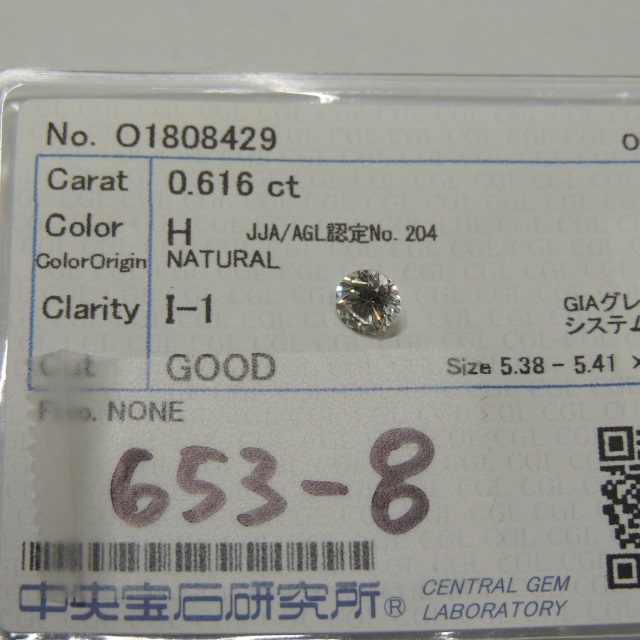 No. O1808429 O
Carat 0.616 ct
Color H JJA/AGL認定No. 204
ColorOrigin NATURAL
Clarity I-1 GIAグレ
システム
Cut GOOD Size 5.38 - 5.41 ×
Fluo. NONE
653-8
中央宝石研究所® CENTRAL GEM
LABORATORY